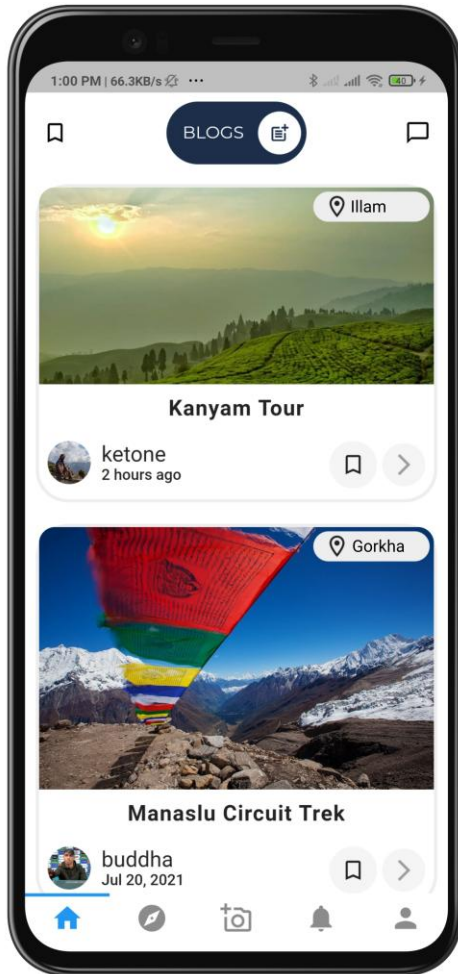 1:00 PM | 66.3KB/s ...
40
BLOGS
Illam
Kanyam Tour
ketone
2 hours ago
Gorkha
Manaslu Circuit Trek
buddha
Jul 20, 2021